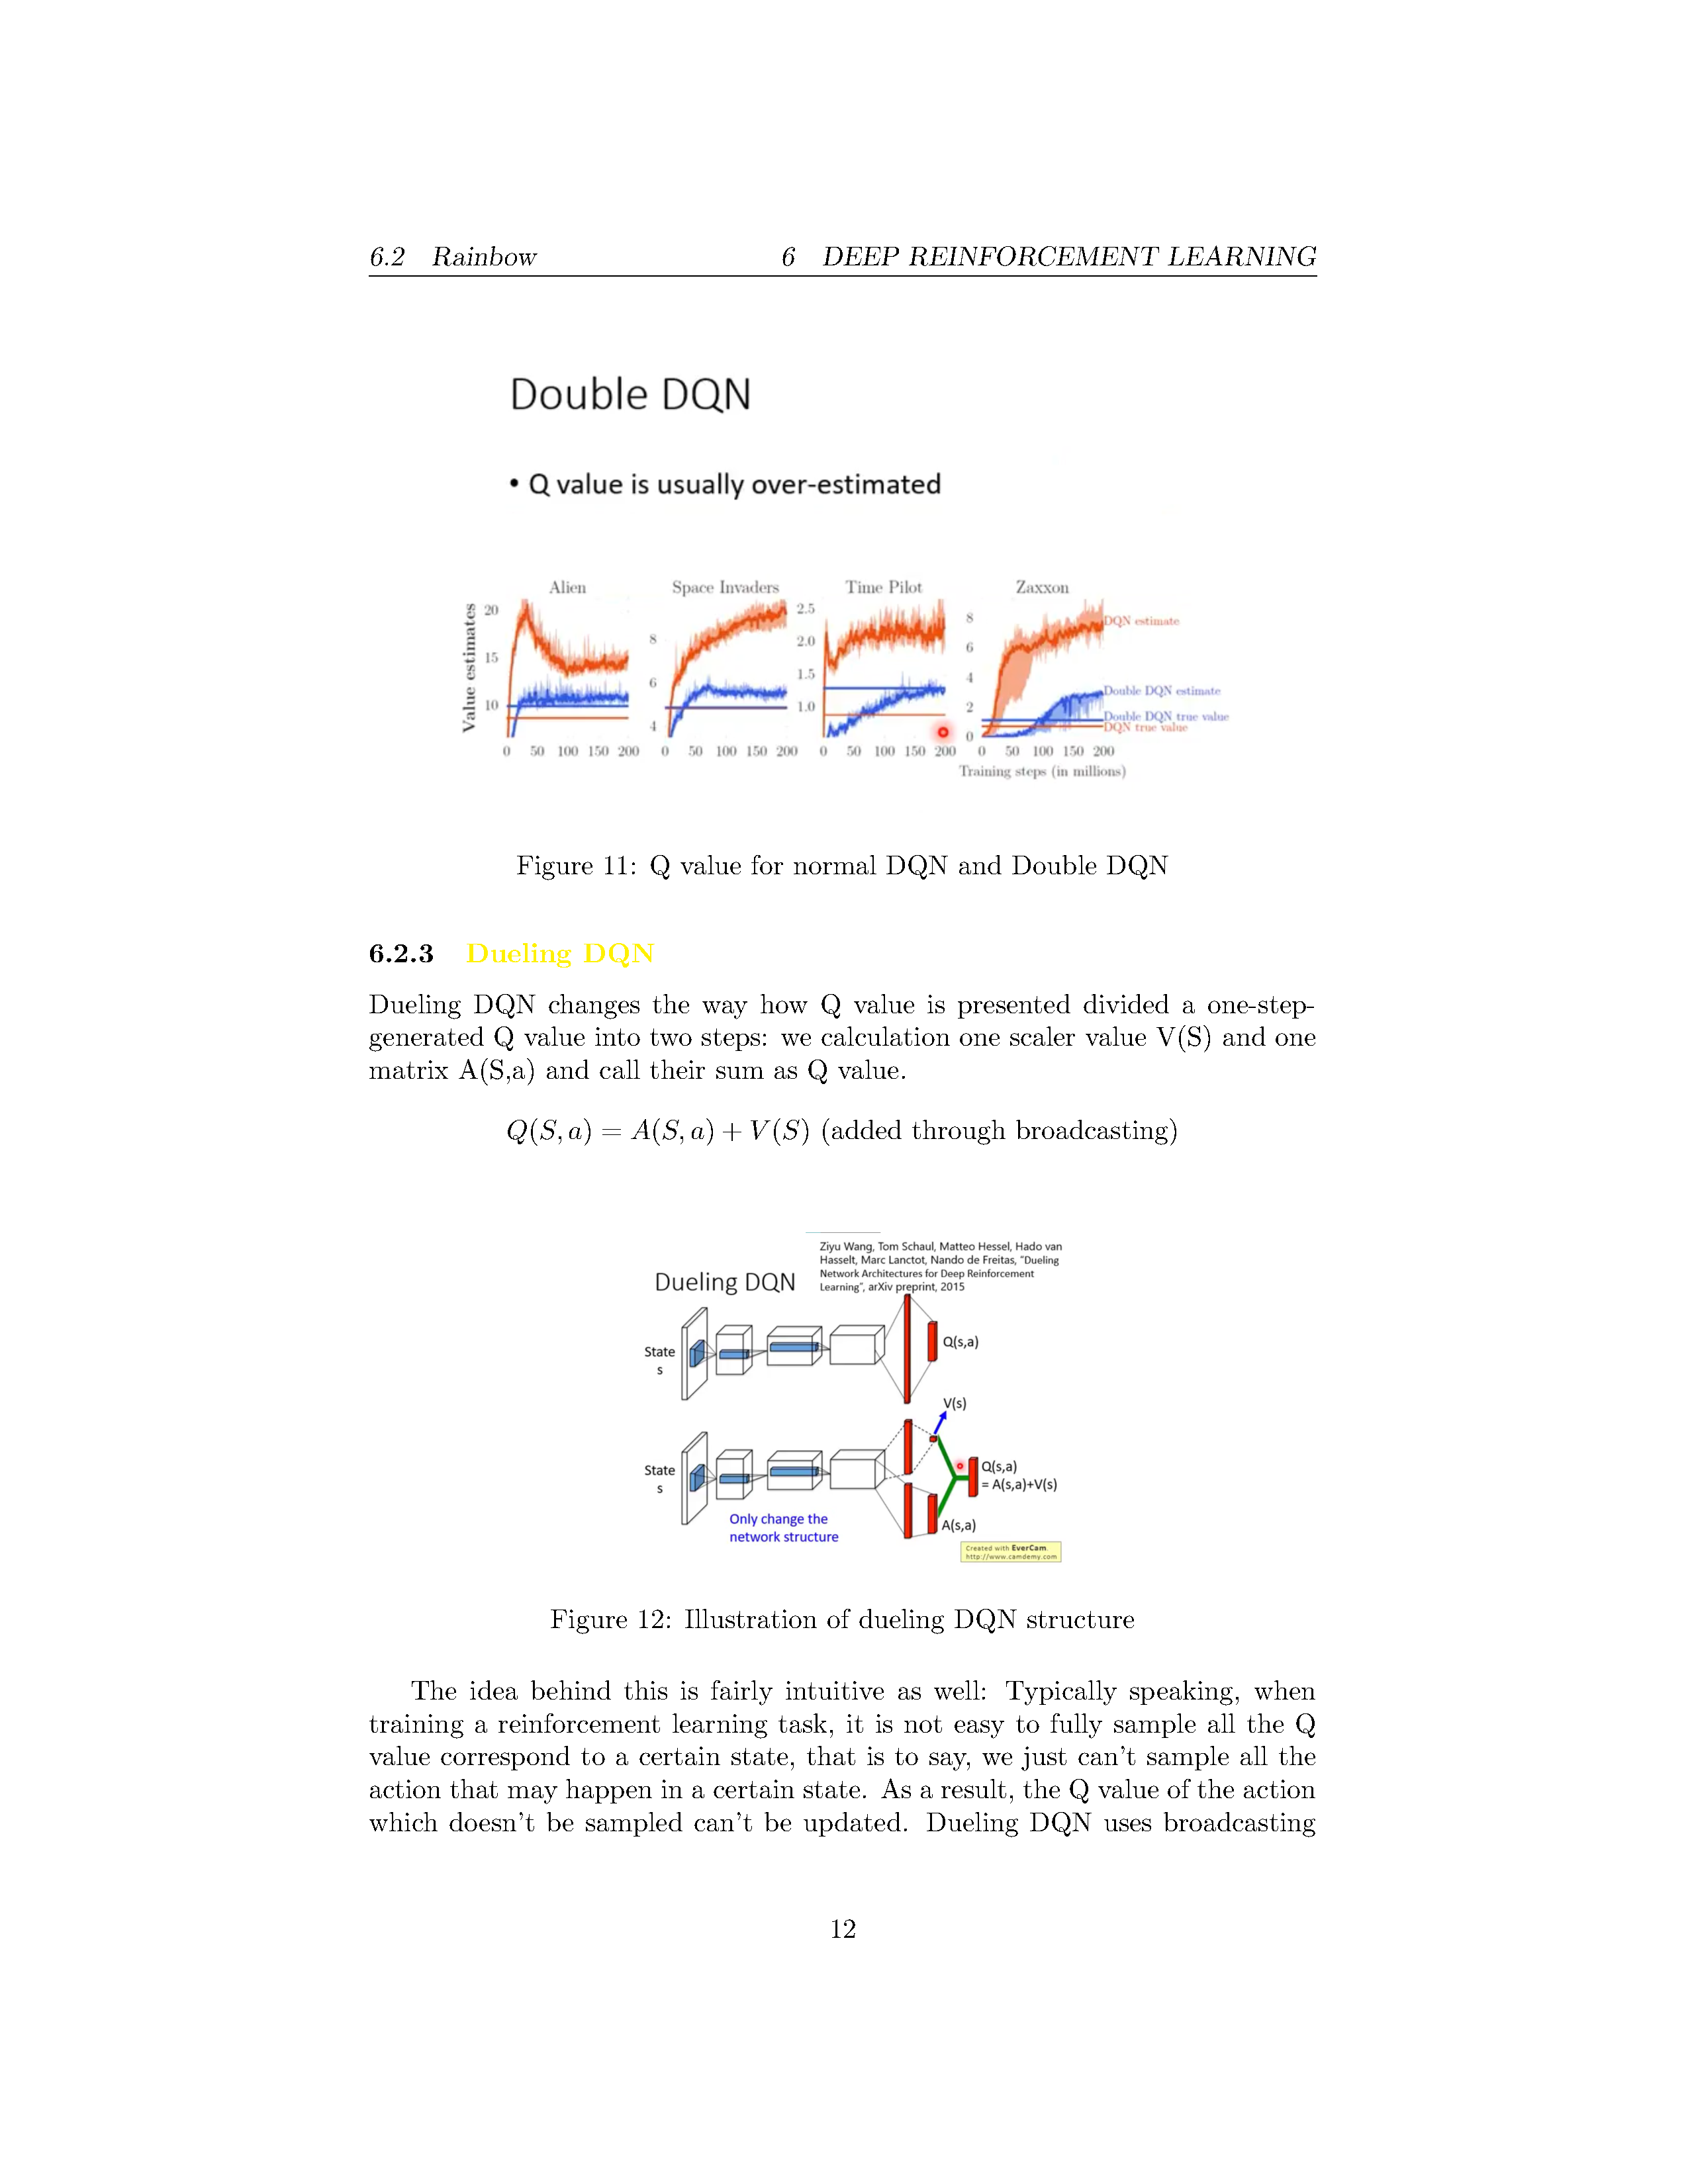 6.2 Rainbow 6 DEEP REINFORCEMENT LEARNING
Double DQN
• Q value is usually over-estimated
Alien Space Invaders Time Pilot Zaxxon
Value estimates
20
15
10
0 50 100 150 200
8
6
4
0 50 100 150 200
2.5
2.0
1.5
1.0
0 50 100 150 200
8
6
4
2
0
0 50 100 150 200
DQN estimate
Double DQN estimate
Double DQN true value
DQN true value
Training steps (in millions)
Figure 11: Q value for normal DQN and Double DQN
6.2.3 Dueling DQN
Dueling DQN changes the way how Q value is presented divided a one-step-
generated Q value into two steps: we calculation one scaler value V(S) and one
matrix A(S,a) and call their sum as Q value.
Q(S, a) = A(S, a) + V(S) (added through broadcasting)
Ziyu Wang, Tom Schaul, Matteo Hessel, Hado van
Hasselt, Marc Lanctot, Nando de Freitas, "Dueling
Network Architectures for Deep Reinforcement
Learning", arXiv preprint, 2015
Dueling DQN
State
s
Q(s,a)
V(s)
State
s
Q(s,a)
= A(s,a)+V(s)
A(s,a)
Only change the
network structure
Created with EverCam
http://www.camdemy.com
Figure 12: Illustration of dueling DQN structure
The idea behind this is fairly intuitive as well: Typically speaking, when
training a reinforcement learning task, it is not easy to fully sample all the Q
value correspond to a certain state, that is to say, we just can't sample all the
action that may happen in a certain state. As a result, the Q value of the action
which doesn't be sampled can't be updated. Dueling DQN uses broadcasting
12